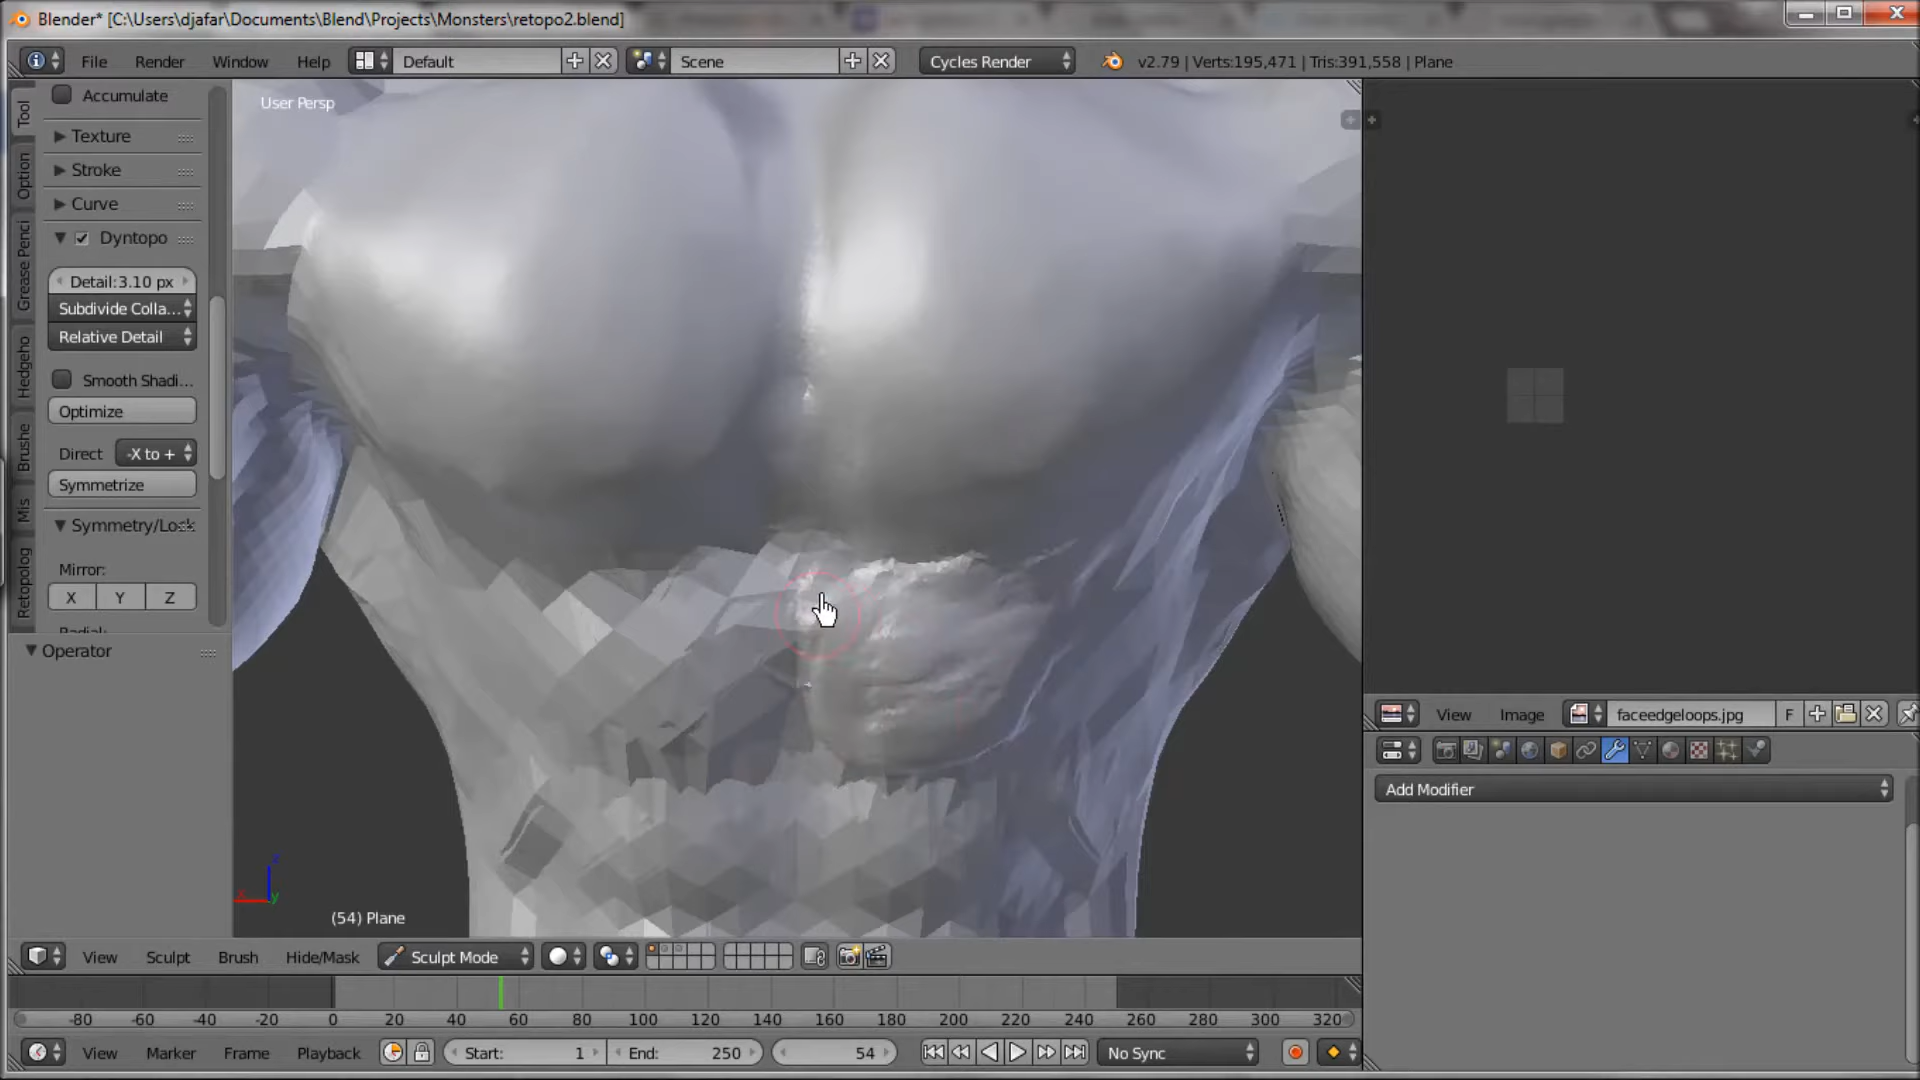 Blender* [C:\Users\djafar\Documents\Blend\Projects\Monsters\retopo2.blend]
File Render Window Help Default Scene Cycles Render v2.79 | Verts:195,471 | Tris:391,558 | Plane
Accumulate
User Persp
Tool
Texture
Option
Stroke
Curve
Grease Penci
Dyntopo
Detail:3.10 px
Subdivide Colla...
Relative Detail
Hedgeho
Smooth Shadi...
Optimize
Brushe
Direct -X to +
Symmetrize
Mis
Symmetry/Lock
Retopolog
Mirror:
X Y Z
Radial:
Operator
View Image faceedgeloops.jpg F
Add Modifier
x
x y
(54) Plane
View Sculpt Brush Hide/Mask Sculpt Mode
-80 -60 -40 -20 0 20 40 60 80 100 120 140 160 180 200 220 240 260 280 300 320
View Marker Frame Playback Start: 1 End: 250 54 No Sync